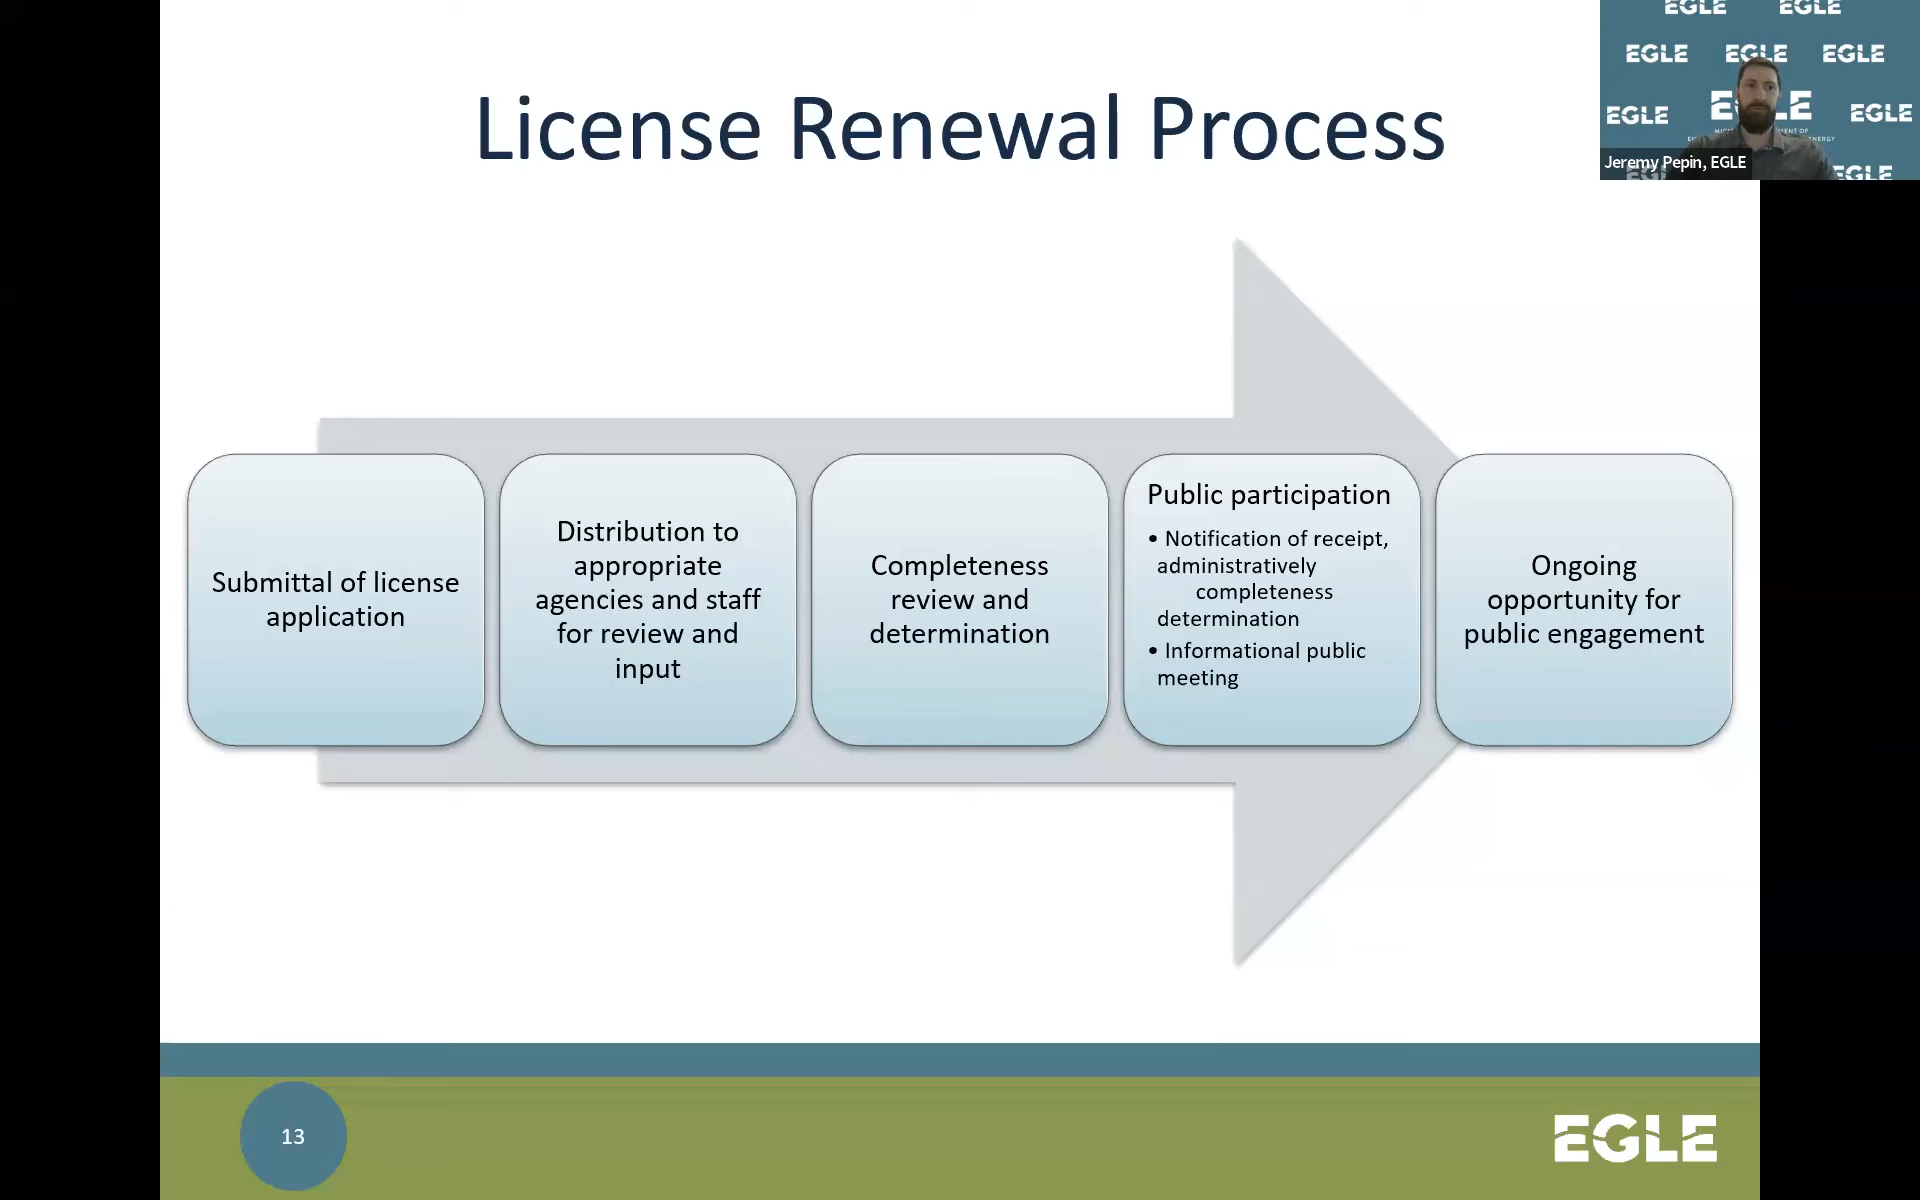 EGLE EGLE
EGLE EGLE EGLE
EGLE EGLE
EGLE
Jeremy Pepin, EGLE
License Renewal Process
Submittal of license
application
Distribution to
appropriate
agencies and staff
for review and
input
Completeness
review and
determination
Public participation
• Notification of receipt,
administratively
completeness
determination
• Informational public
meeting
Ongoing
opportunity for
public engagement
13
EGLE